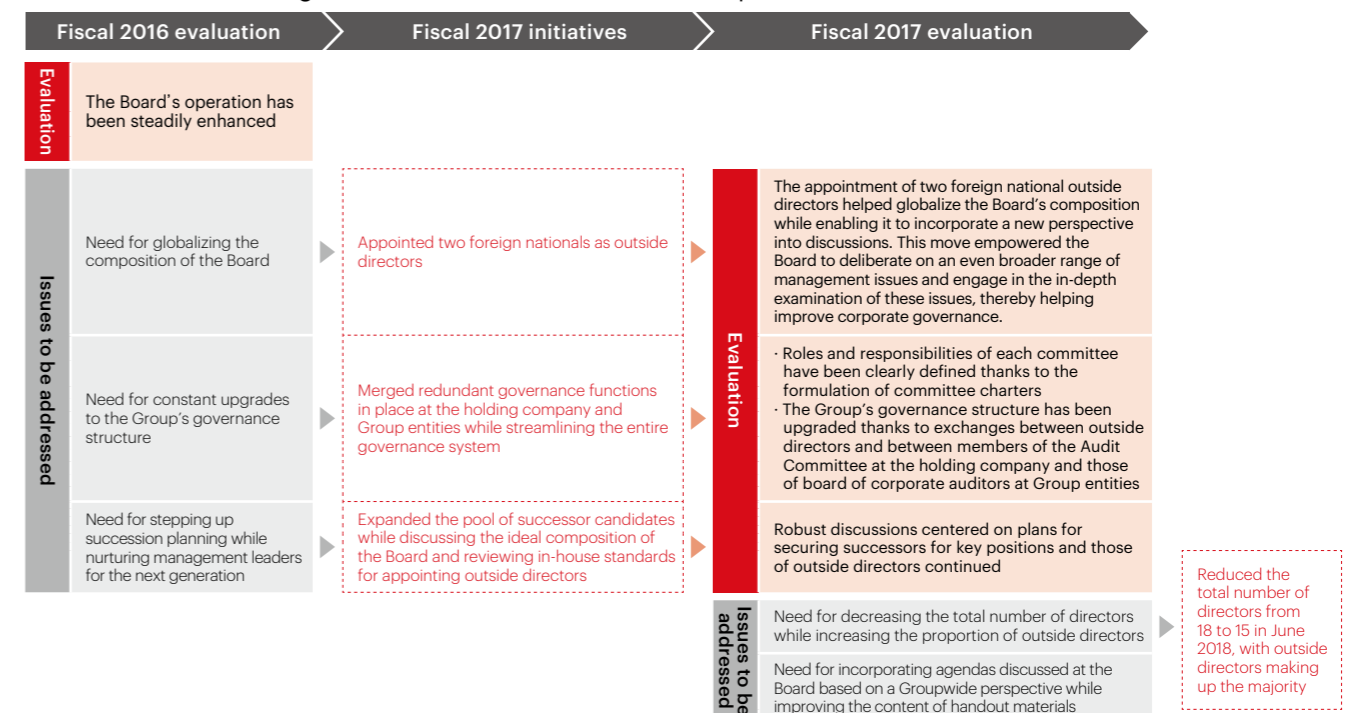 Fiscal 2016 evaluation
Fiscal 2017 initiatives
Fiscal 2017 evaluation
Evaluation
The Board's operation has
been steadily enhanced
Issues to be addressed
Need for globalizing the
composition of the Board
Appointed two foreign nationals as outside
directors
Evaluation
The appointment of two foreign national outside
directors helped globalize the Board's composition
while enabling it to incorporate a new perspective
into discussions. This move empowered the
Board to deliberate on an even broader range of
management issues and engage in the in-depth
examination of these issues, thereby helping
improve corporate governance.
Need for constant upgrades
to the Group's governance
structure
Merged redundant governance functions
in place at the holding company and
Group entities while streamlining the entire
governance system
· Roles and responsibilities of each committee
have been clearly defined thanks to the
formulation of committee charters
· The Group's governance structure has been
upgraded thanks to exchanges between outside
directors and between members of the Audit
Committee at the holding company and those
of board of corporate auditors at Group entities
Need for stepping up
succession planning while
nurturing management leaders
for the next generation
Expanded the pool of successor candidates
while discussing the ideal composition of
the Board and reviewing in-house standards
for appointing outside directors
Robust discussions centered on plans for
securing successors for key positions and those
of outside directors continued
Issues to be
addressed
Need for decreasing the total number of directors
while increasing the proportion of outside directors
Need for incorporating agendas discussed at the
Board based on a Groupwide perspective while
improving the content of handout materials
Reduced the
total number of
directors from
18 to 15 in June
2018, with outside
directors making
up the majority